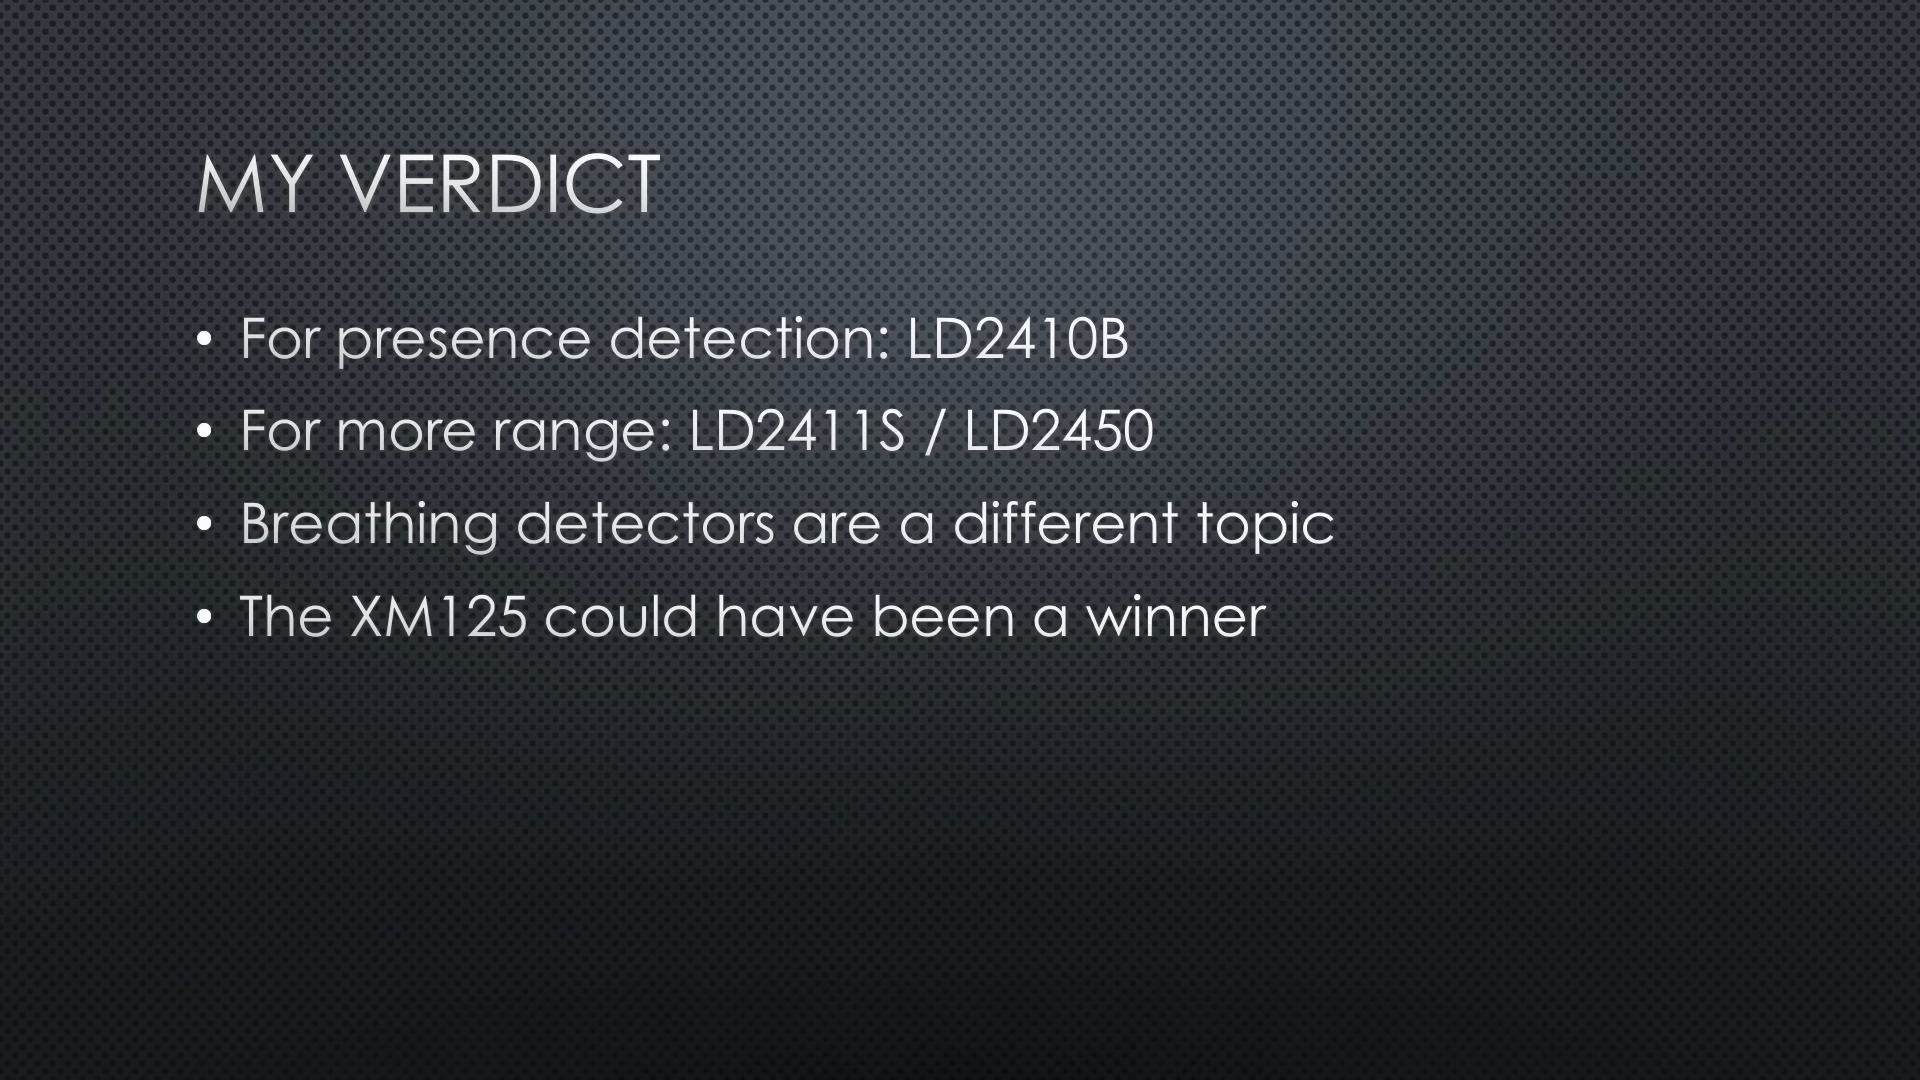 MY VERDICT
• For presence detection: LD2410B
• For more range: LD2411S / LD2450
• Breathing detectors are a different topic
• The XM125 could have been a winner